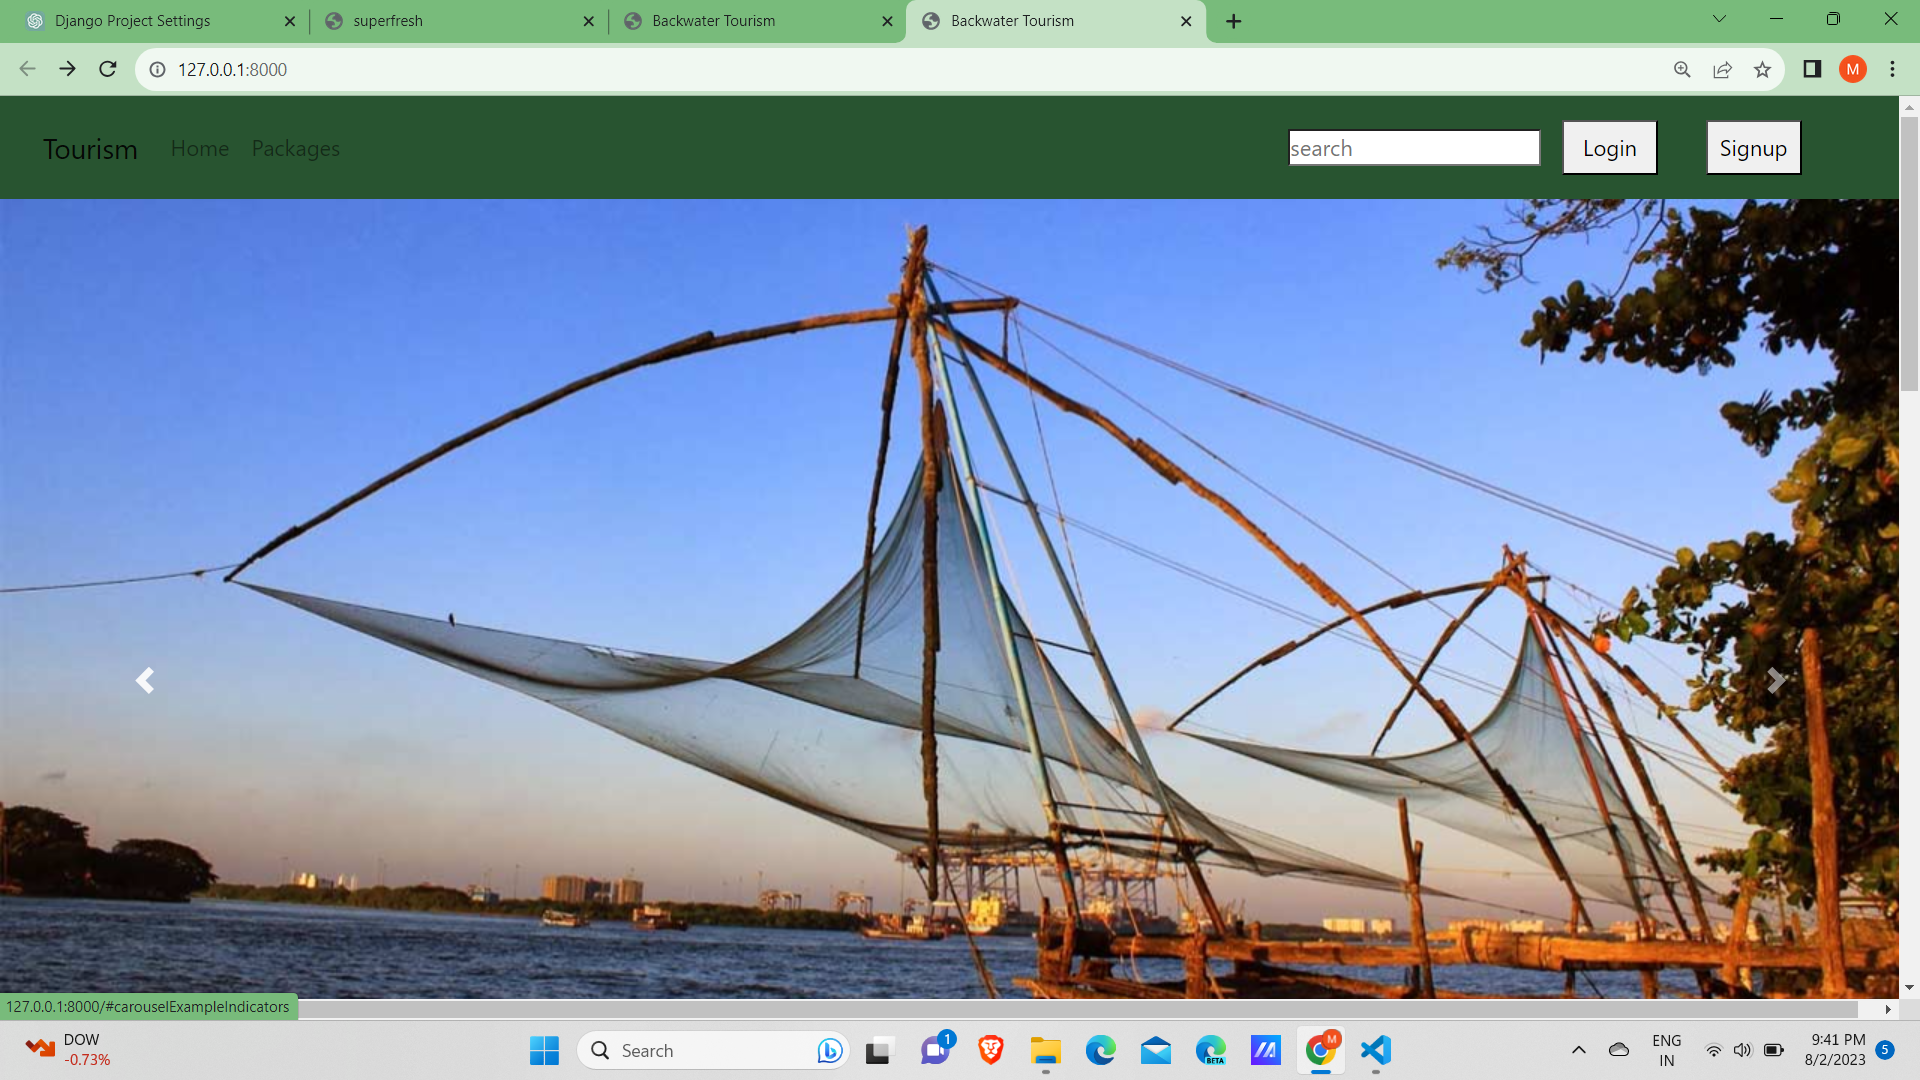 Django Project Settings
superfresh
Backwater Tourism
Backwater Tourism
127.0.0.1:8000
M
Tourism
Home
Packages
search
Login
Signup
127.0.0.1:8000/#carouselExampleIndicators
DOW
-0.73%
Search
1
BETA
M
ENG
IN
9:41 PM
8/2/2023
5